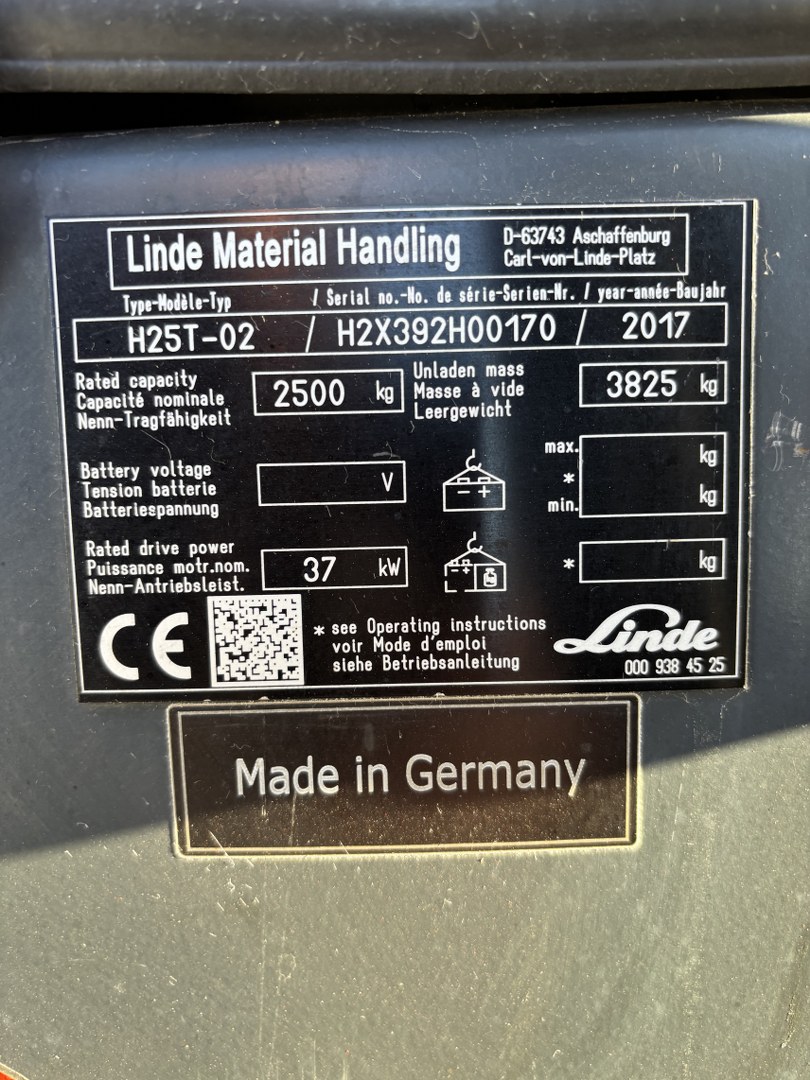 Linde Material Handling
D-63743 Aschaffenburg
Carl-von-Linde-Platz
Type-Modèle-Typ / Serial no.-No. de série-Serien-Nr. / year-année-Baujahr
H25T-02 / H2X392H00170 / 2017
Rated capacity
Capacité nominale
Nenn-Tragfähigkeit
2500 kg
Unladen mass
Masse à vide
Leergewicht
3825 kg
Battery voltage
Tension batterie
Batteriespannung
V
- +
max. kg
*
min. kg
Rated drive power
Puissance motr.nom.
Nenn-Antriebsleist.
37 kW
- +
* kg
CE
* see Operating instructions
voir Mode d'emploi
siehe Betriebsanleitung
Linde
000 938 45 25
Made in Germany